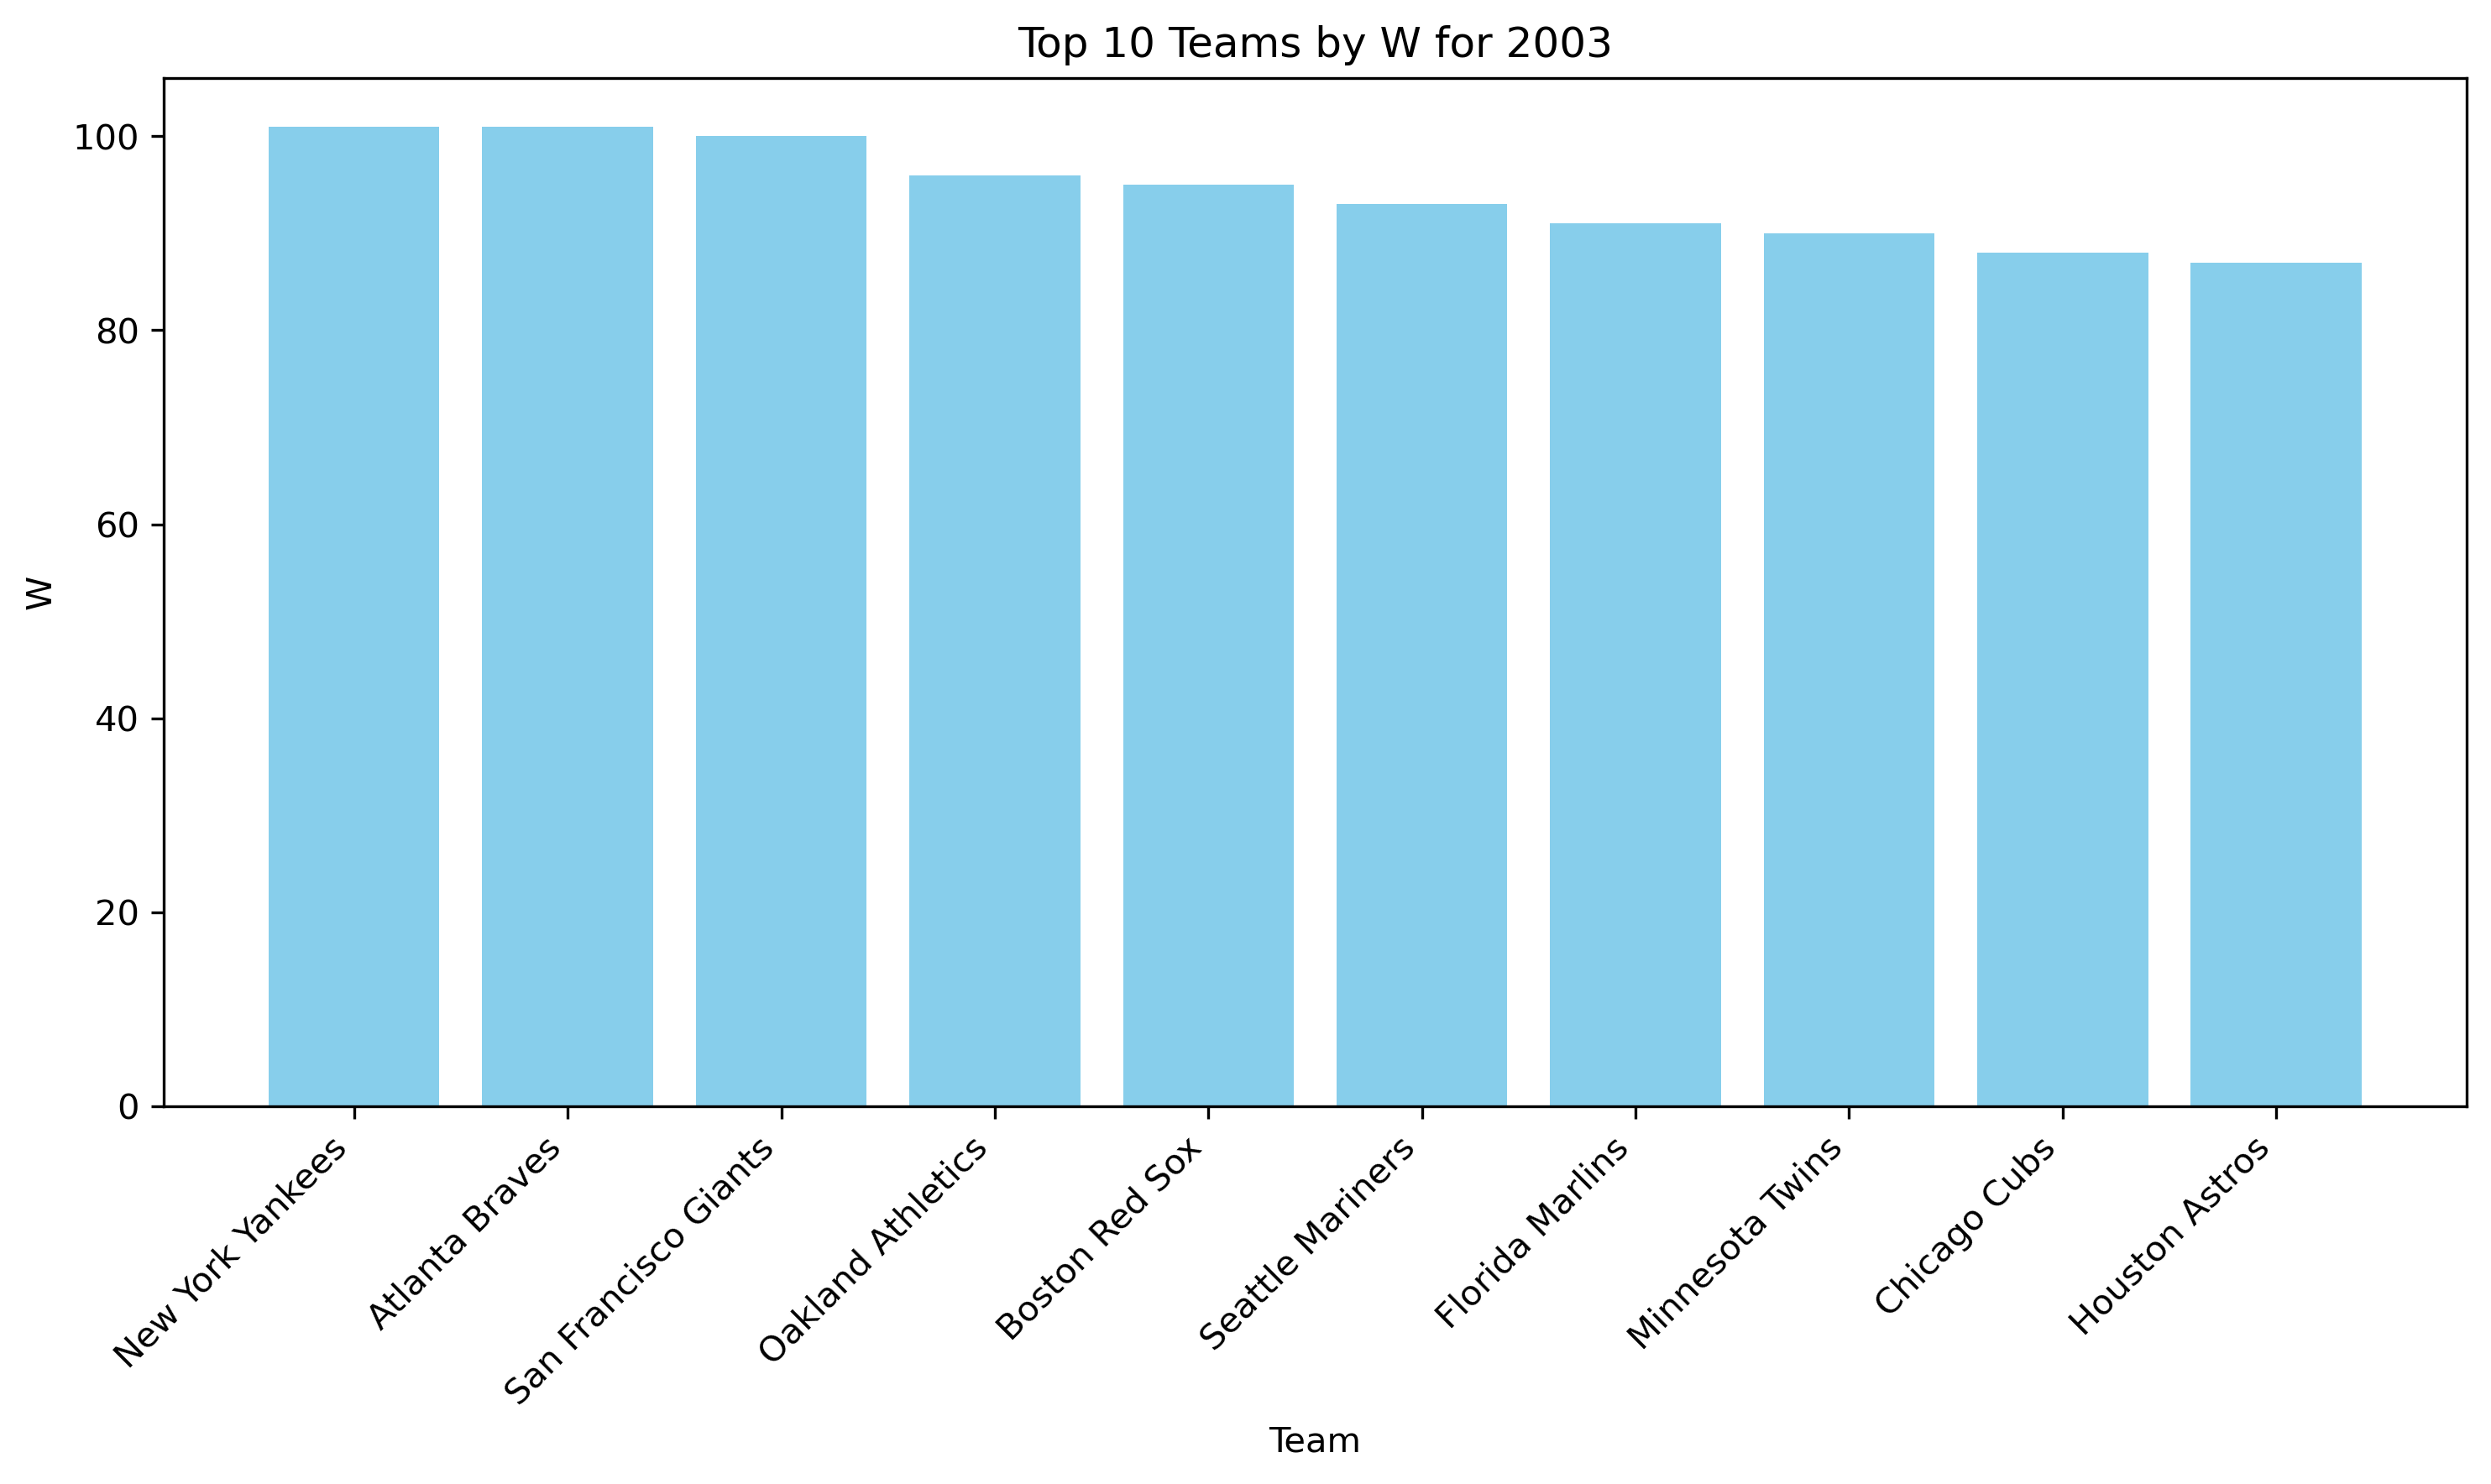 Top 10 Teams by W for 2003
W
100
80
60
40
20
0
New York Yankees
Atlanta Braves
San Francisco Giants
Oakland Athletics
Boston Red Sox
Seattle Mariners
Florida Marlins
Minnesota Twins
Chicago Cubs
Houston Astros
Team